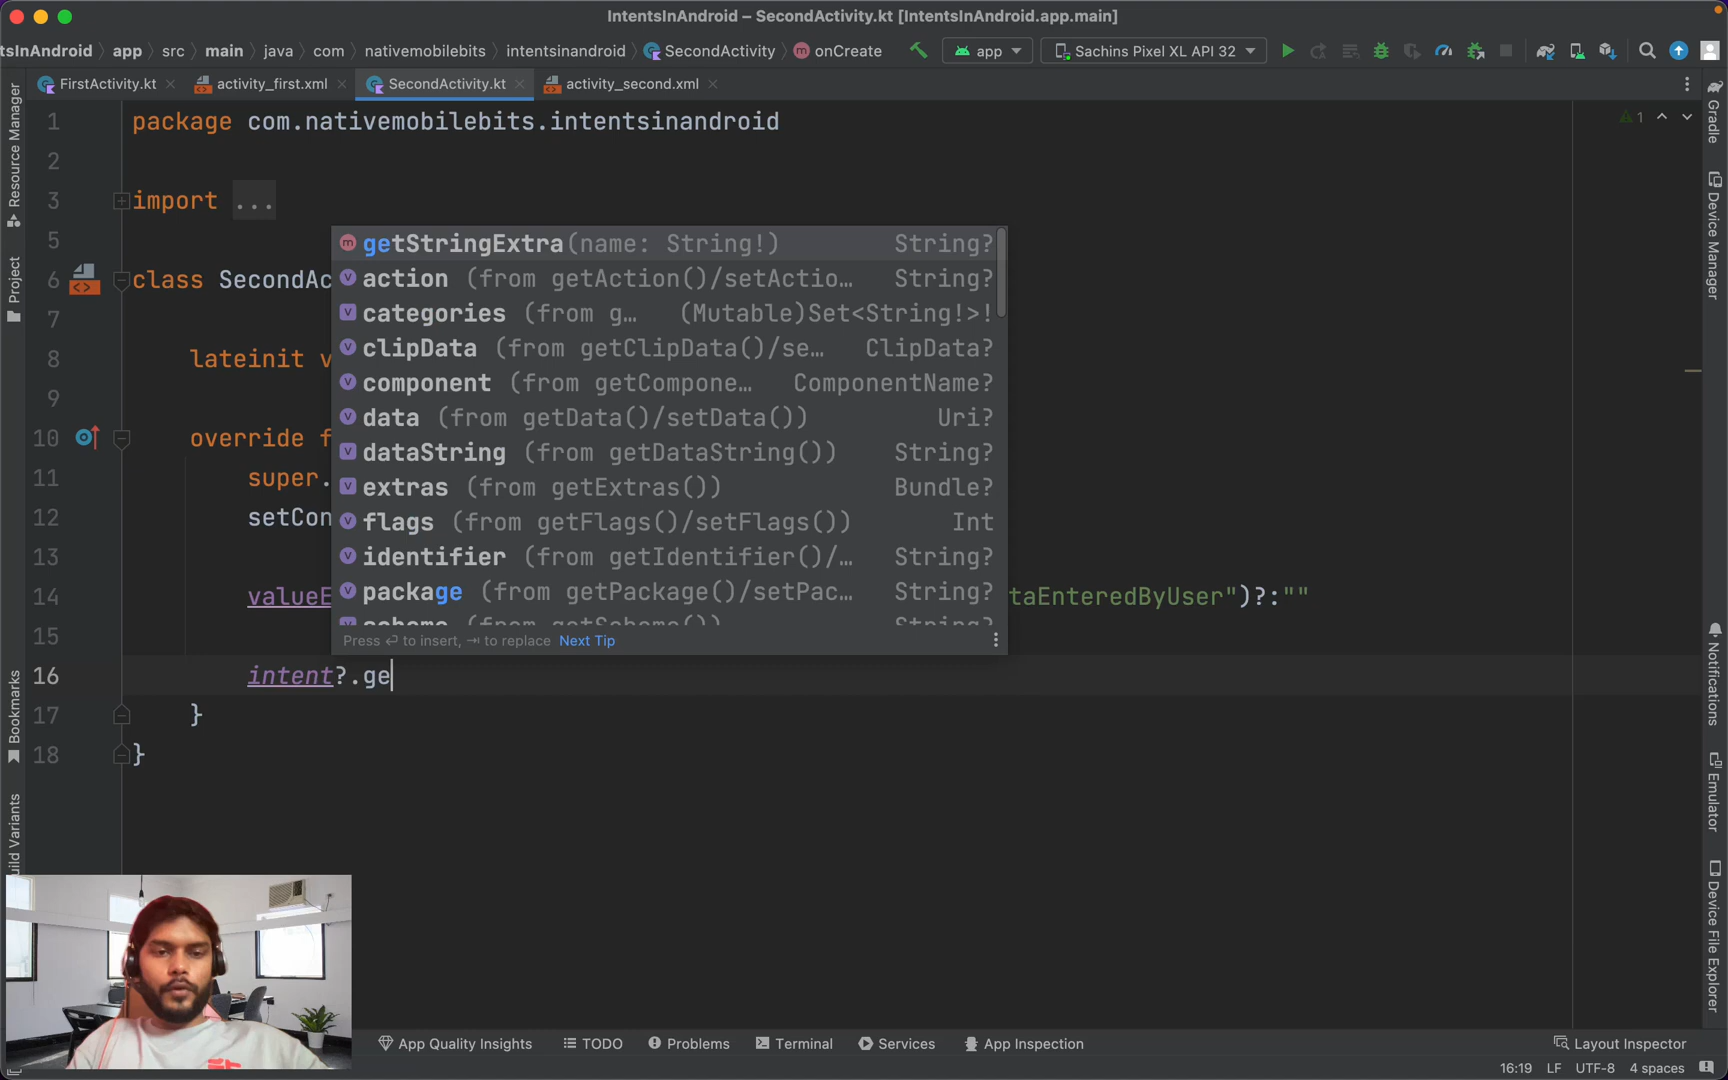 IntentsInAndroid – SecondActivity.kt [IntentsInAndroid.app.main]
tsInAndroid app src main java com nativemobilebits intentsinandroid SecondActivity onCreate app Sachins Pixel XL API 32
FirstActivity.kt activity_first.xml SecondActivity.kt activity_second.xml
1 package com.nativemobilebits.intentsinandroid
1
2
3 import ...
5
getStringExtra(name: String!) String?
6 class SecondAc
action (from getAction()/setActio… String?
7
categories (from g… (Mutable)Set<String!>!
8 lateinit v
clipData (from getClipData()/se… ClipData?
9
component (from getCompone… ComponentName?
10 override f
data (from getData()/setData()) Uri?
11 super.
dataString (from getDataString()) String?
extras (from getExtras()) Bundle?
12 setCon
flags (from getFlags()/setFlags()) Int
13
identifier (from getIdentifier()/… String?
14 valueE taEnteredByUser")?:""
package (from getPackage()/setPac… String?
scheme (from getScheme()) String?
15
Press ↵ to insert, ⇥ to replace Next Tip
16 intent?.ge
17 }
18 }
Resource Manager
Project
Bookmarks
uild Variants
Gradle
Device Manager
Notifications
Emulator
Device File Explorer
App Quality Insights TODO Problems Terminal Services App Inspection Layout Inspector
16:19 LF UTF-8 4 spaces